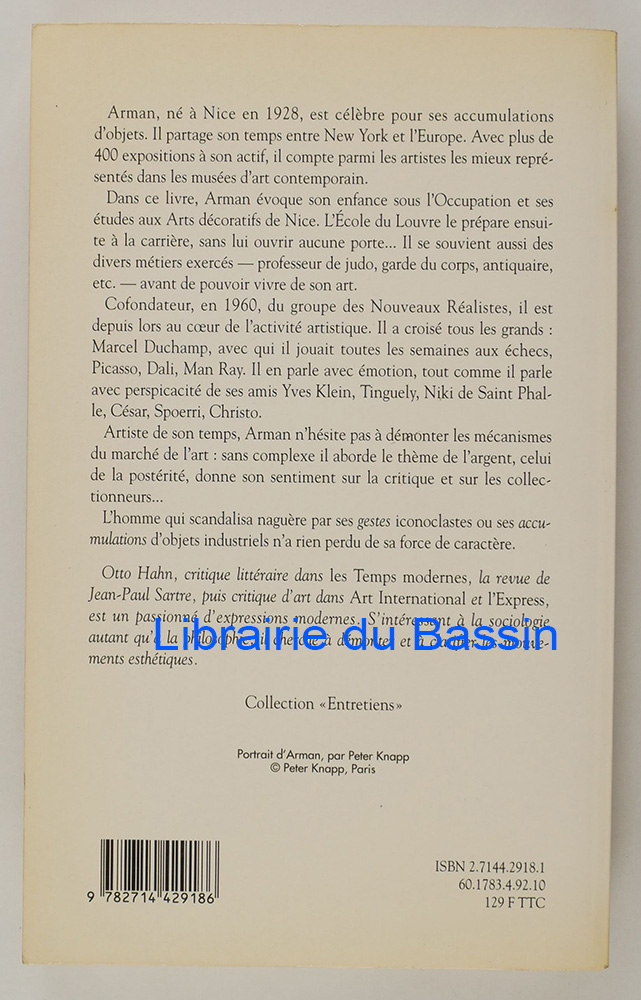 Arman, né à Nice en 1928, est célèbre pour ses accumulations
d'objets. Il partage son temps entre New York et l'Europe. Avec plus de
400 expositions à son actif, il compte parmi les artistes les mieux repré-
sentés dans les musées d'art contemporain.
Dans ce livre, Arman évoque son enfance sous l'Occupation et ses
études aux Arts décoratifs de Nice. L'École du Louvre le prépare ensui-
te à la carrière, sans lui ouvrir aucune porte... Il se souvient aussi des
divers métiers exercés — professeur de judo, garde du corps, antiquaire,
etc. — avant de pouvoir vivre de son art.
Cofondateur, en 1960, du groupe des Nouveaux Réalistes, il est
depuis lors au cœur de l'activité artistique. Il a croisé tous les grands :
Marcel Duchamp, avec qui il jouait toutes les semaines aux échecs,
Picasso, Dali, Man Ray. Il en parle avec émotion, tout comme il parle
avec perspicacité de ses amis Yves Klein, Tinguely, Niki de Saint Phal-
le, César, Spoerri, Christo.
Artiste de son temps, Arman n'hésite pas à démonter les mécanismes
du marché de l'art : sans complexe il aborde le thème de l'argent, celui
de la postérité, donne son sentiment sur la critique et sur les collec-
tionneurs...
L'homme qui scandalisa naguère par ses gestes iconoclastes ou ses accu-
mulations d'objets industriels n'a rien perdu de sa force de caractère.
Otto Hahn, critique littéraire dans les Temps modernes, la revue de
Jean-Paul Sartre, puis critique d'art dans Art International et l'Express,
est un passionné d'expressions modernes. S'intéressant à la sociologie
autant qu'à la philosophie, il cherche à démonter et à clarifier les mouve-
ments esthétiques.
Librairie du Bassin
Collection «Entretiens»
Portrait d'Arman, par Peter Knapp
© Peter Knapp, Paris
ISBN 2.7144.2918.1
60.1783.4.92.10
129 F TTC
9 782714 429186